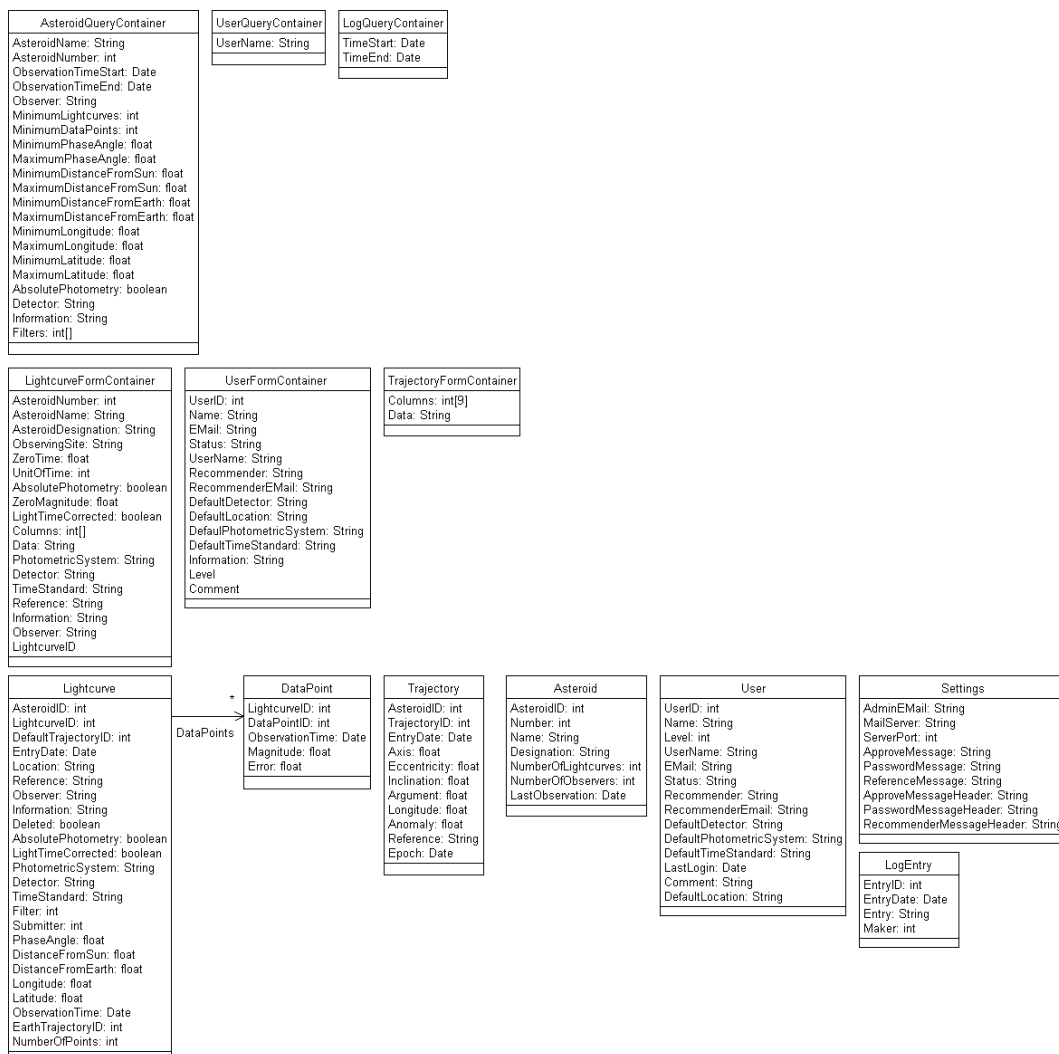 AsteroidQueryContainer
AsteroidName: String
AsteroidNumber: int
ObservationTimeStart: Date
ObservationTimeEnd: Date
Observer: String
MinimumLightcurves: int
MinimumDataPoints: int
MinimumPhaseAngle: float
MaximumPhaseAngle: float
MinimumDistanceFromSun: float
MaximumDistanceFromSun: float
MinimumDistanceFromEarth: float
MaximumDistanceFromEarth: float
MinimumLongitude: float
MaximumLongitude: float
MinimumLatitude: float
MaximumLatitude: float
AbsolutePhotometry: boolean
Detector: String
Information: String
Filters: int[]
UserQueryContainer
UserName: String
LogQueryContainer
TimeStart: Date
TimeEnd: Date
LightcurveFormContainer
AsteroidNumber: int
AsteroidName: String
AsteroidDesignation: String
ObservingSite: String
ZeroTime: float
UnitOfTime: int
AbsolutePhotometry: boolean
ZeroMagnitude: float
LightTimeCorrected: boolean
Columns: int[]
Data: String
PhotometricSystem: String
Detector: String
TimeStandard: String
Reference: String
Information: String
Observer: String
LightcurveID
UserFormContainer
UserID: int
Name: String
EMail: String
Status: String
UserName: String
Recommender: String
RecommenderEMail: String
DefaultDetector: String
DefaultLocation: String
DefaulPhotometricSystem: String
DefaultTimeStandard: String
Information: String
Level
Comment
TrajectoryFormContainer
Columns: int[9]
Data: String
Lightcurve
AsteroidID: int
LightcurveID: int
DefaultTrajectoryID: int
EntryDate: Date
Location: String
Reference: String
Observer: String
Information: String
Deleted: boolean
AbsolutePhotometry: boolean
LightTimeCorrected: boolean
PhotometricSystem: String
Detector: String
TimeStandard: String
Filter: int
Submitter: int
PhaseAngle: float
DistanceFromSun: float
DistanceFromEarth: float
Longitude: float
Latitude: float
ObservationTime: Date
EarthTrajectoryID: int
NumberOfPoints: int
*
DataPoints
DataPoint
LightcurveID: int
DataPointID: int
ObservationTime: Date
Magnitude: float
Error: float
Trajectory
AsteroidID: int
TrajectoryID: int
EntryDate: Date
Axis: float
Eccentricity: float
Inclination: float
Argument: float
Longitude: float
Anomaly: float
Reference: String
Epoch: Date
Asteroid
AsteroidID: int
Number: int
Name: String
Designation: String
NumberOfLightcurves: int
NumberOfObservers: int
LastObservation: Date
User
UserID: int
Name: String
Level: int
UserName: String
EMail: String
Status: String
Recommender: String
RecommenderEmail: String
DefaultDetector: String
DefaultPhotometricSystem: String
DefaultTimeStandard: String
LastLogin: Date
Comment: String
DefaultLocation: String
Settings
AdminEMail: String
MailServer: String
ServerPort: int
ApproveMessage: String
PasswordMessage: String
ReferenceMessage: String
ApproveMessageHeader: String
PasswordMessageHeader: String
RecommenderMessageHeader: String
LogEntry
EntryID: int
EntryDate: Date
Entry: String
Maker: int